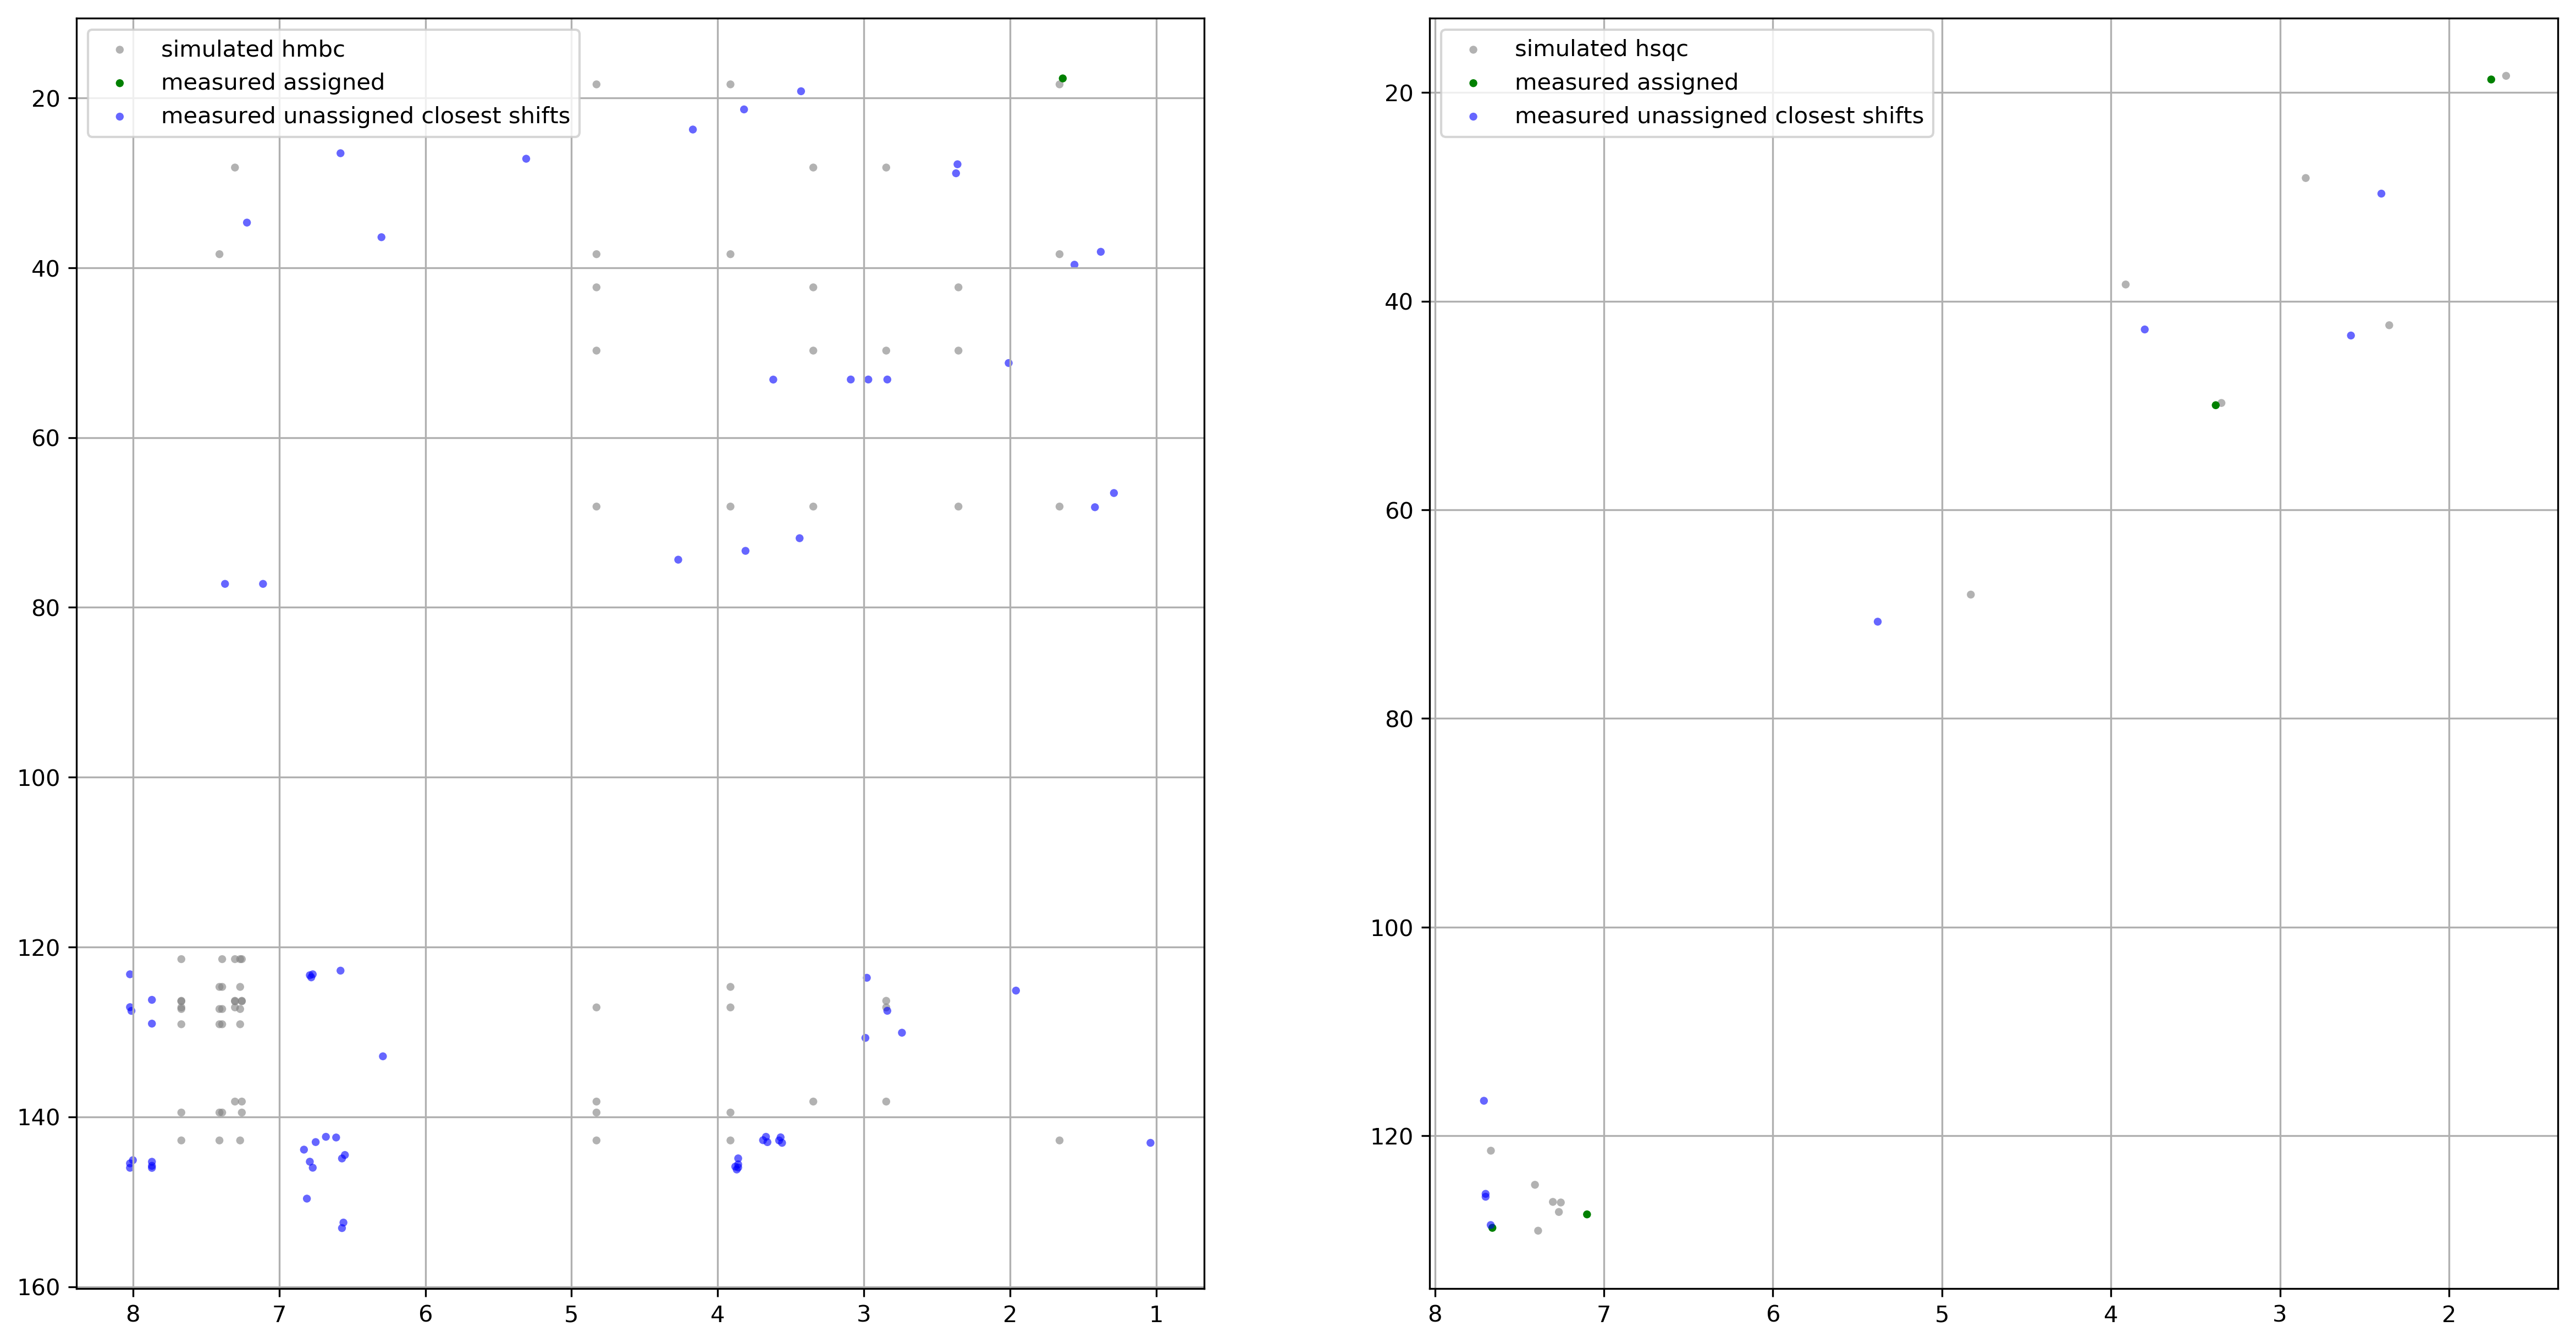 simulated hmbc
measured assigned
measured unassigned closest shifts
20
40
60
80
100
120
140
160
8 7 6 5 4 3 2 1
simulated hsqc
measured assigned
measured unassigned closest shifts
20
40
60
80
100
120
8 7 6 5 4 3 2